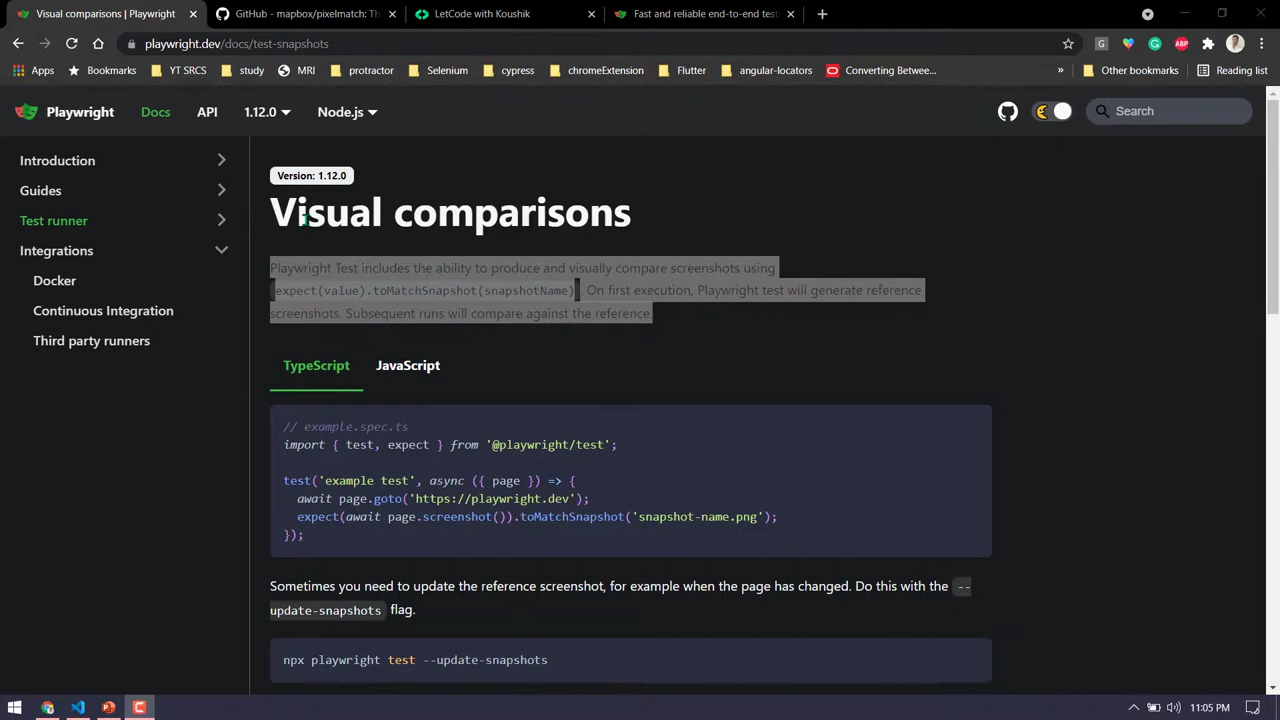 Visual comparisons | Playwright
GitHub - mapbox/pixelmatch: Th
LetCode with Koushik
Fast and reliable end-to-end test
playwright.dev/docs/test-snapshots
Apps
Bookmarks
YT SRCS
study
MRI
protractor
Selenium
cypress
chromeExtension
Flutter
angular-locators
Converting Betwee...
»
Other bookmarks
Reading list
Playwright
Docs
API
1.12.0
Node.js
Search
Introduction
Guides
Test runner
Integrations
Docker
Continuous Integration
Third party runners
Version: 1.12.0
Visual comparisons
Playwright Test includes the ability to produce and visually compare screenshots using
expect(value).toMatchSnapshot(snapshotName) . On first execution, Playwright test will generate reference
screenshots. Subsequent runs will compare against the reference.
TypeScript
JavaScript
// example.spec.ts
import { test, expect } from '@playwright/test';
test('example test', async ({ page }) => {
await page.goto('https://playwright.dev');
expect(await page.screenshot()).toMatchSnapshot('snapshot-name.png');
});
Sometimes you need to update the reference screenshot, for example when the page has changed. Do this with the --
update-snapshots flag.
npx playwright test --update-snapshots
11:05 PM